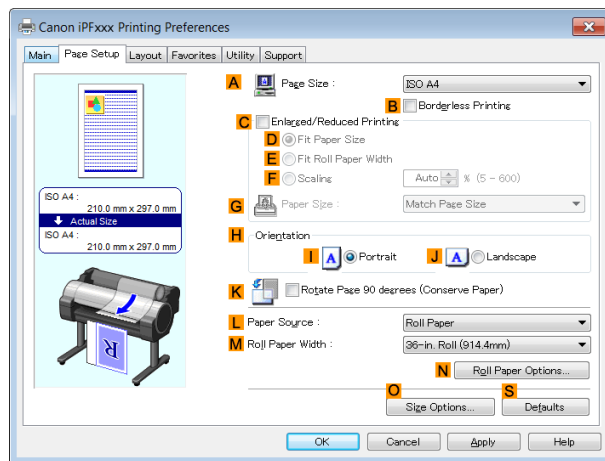 Canon iPFxxx Printing Preferences
Main Page Setup Layout Favorites Utility Support
A Page Size : ISO A4
B Borderless Printing
C Enlarged/Reduced Printing
D Fit Paper Size
E Fit Roll Paper Width
F Scaling Auto % (5 - 600)
G Paper Size : Match Page Size
ISO A4 :
210.0 mm x 297.0 mm
Actual Size
ISO A4 :
210.0 mm x 297.0 mm
H Orientation
I A Portrait J A Landscape
K Rotate Page 90 degrees (Conserve Paper)
L Paper Source : Roll Paper
M Roll Paper Width : 36-in. Roll (914.4mm)
N Roll Paper Options...
O S
Size Options... Defaults
R
OK Cancel Apply Help